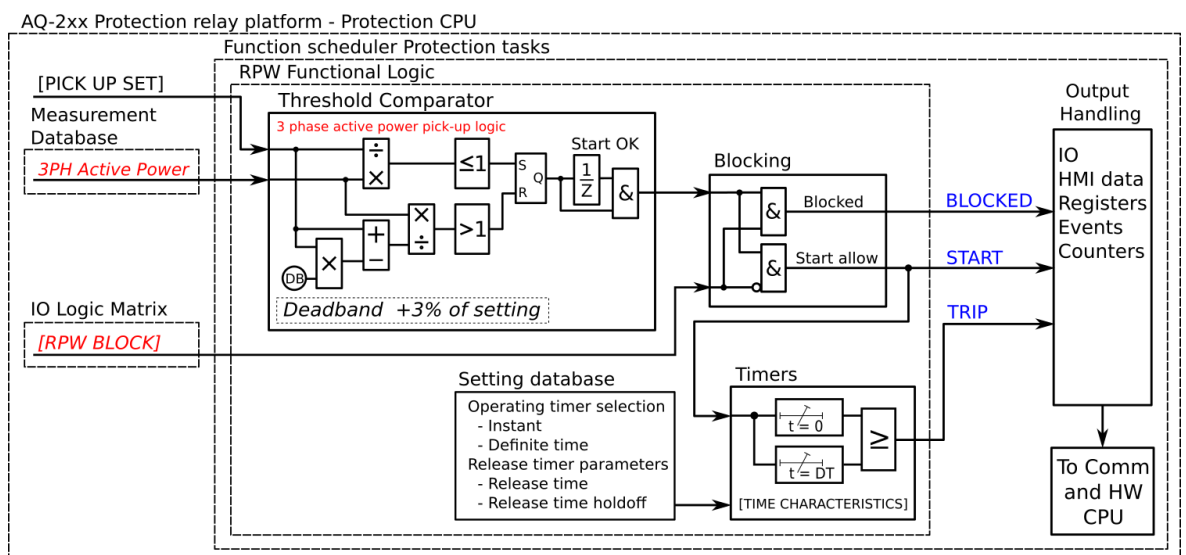 AQ-2xx Protection relay platform - Protection CPU
Function scheduler Protection tasks
RPW Functional Logic
[PICK UP SET]
Measurement
Database
3PH Active Power
Threshold Comparator
3 phase active power pick-up logic
÷
×
≤1
S
Q
R
Start OK
1
Z
&
×
÷
>1
+
−
×
DB
Deadband +3% of setting
IO Logic Matrix
[RPW BLOCK]
Blocking
&
Blocked
&
Start allow
BLOCKED
START
TRIP
Output
Handling
IO
HMI data
Registers
Events
Counters
Setting database
Operating timer selection
- Instant
- Definite time
Release timer parameters
- Release time
- Release time holdoff
Timers
t = 0
t = DT
≥
[TIME CHARACTERISTICS]
To Comm
and HW
CPU